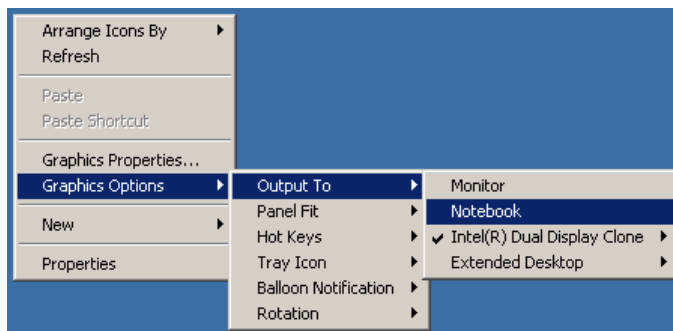 Arrange Icons By
Refresh
Paste
Paste Shortcut
Graphics Properties...
Graphics Options
New
Properties
Output To
Panel Fit
Hot Keys
Tray Icon
Balloon Notification
Rotation
Monitor
Notebook
Intel(R) Dual Display Clone
Extended Desktop